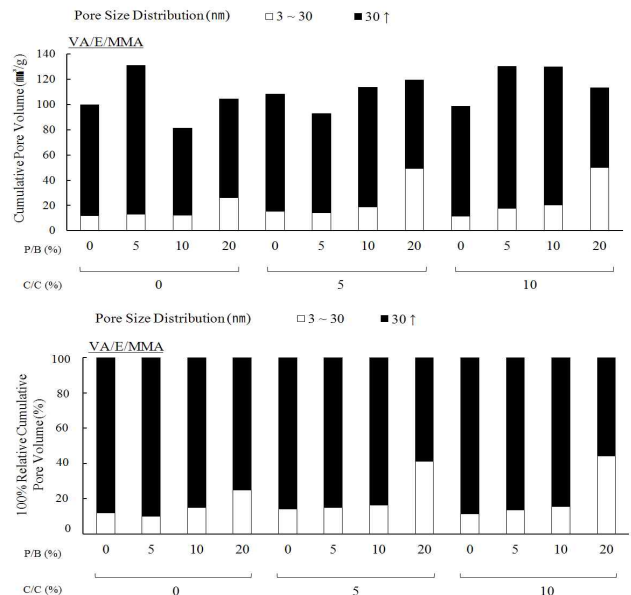 Pore Size Distribution (nm) □ 3 ~ 30 ■ 30 ↑
VA/E/MMA
Cumulative Pore Volume (㎣/g)
140
120
100
80
60
40
20
0
P/B (%) 0 5 10 20 0 5 10 20 0 5 10 20
C/C (%) 0 5 10
Pore Size Distribution (nm) □ 3 ~ 30 ■ 30 ↑
VA/E/MMA
100% Relative Cumulative
Pore Volume (%)
100
80
60
40
20
0
P/B (%) 0 5 10 20 0 5 10 20 0 5 10 20
C/C (%) 0 5 10